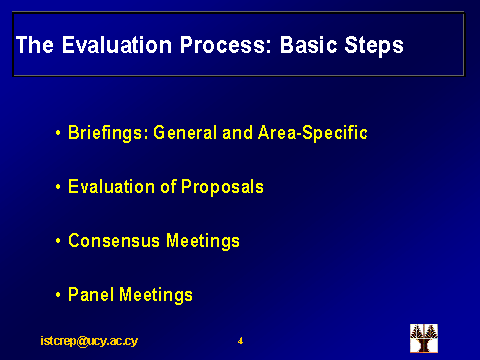 The Evaluation Process: Basic Steps
• Briefings: General and Area-Specific
• Evaluation of Proposals
• Consensus Meetings
• Panel Meetings
istcrep@ucy.ac.cy
4